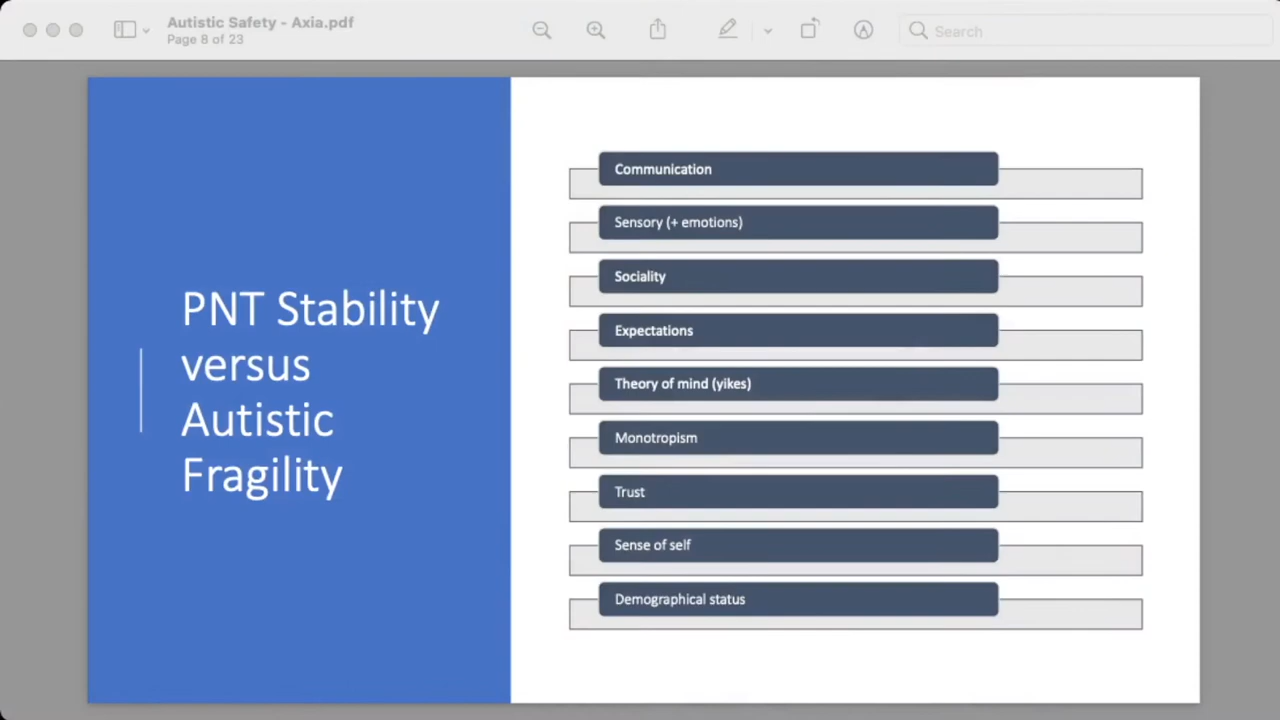 Autistic Safety - Axia.pdf
Page 8 of 23
Search
PNT Stability
versus
Autistic
Fragility
Communication
Sensory (+ emotions)
Sociality
Expectations
Theory of mind (yikes)
Monotropism
Trust
Sense of self
Demographical status